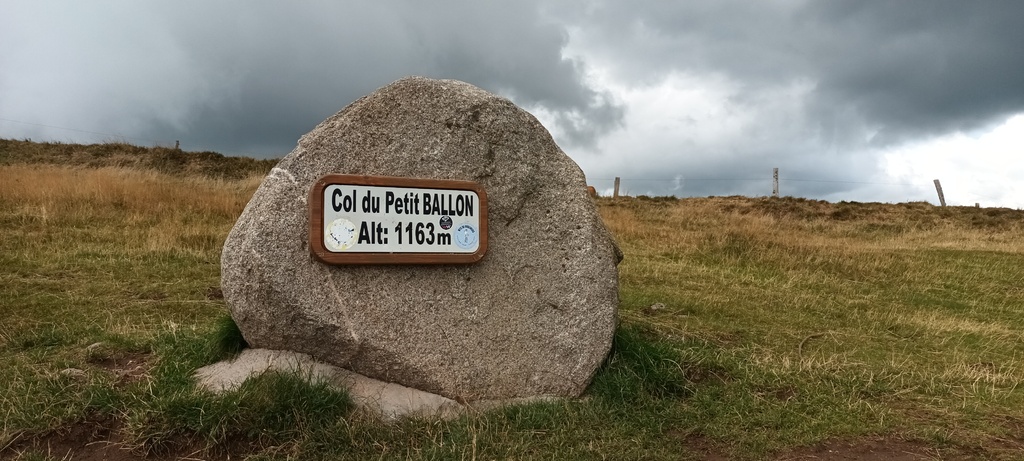 Col du Petit BALLON
Alt: 1163m